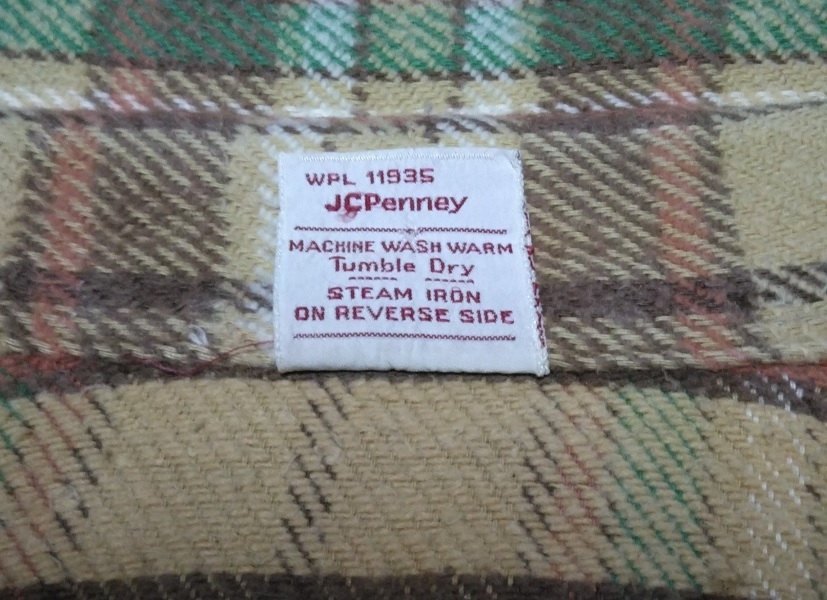 WPL 11935
JCPenney
MACHINE WASH WARM
Tumble Dry
STEAM IRON
ON REVERSE SIDE